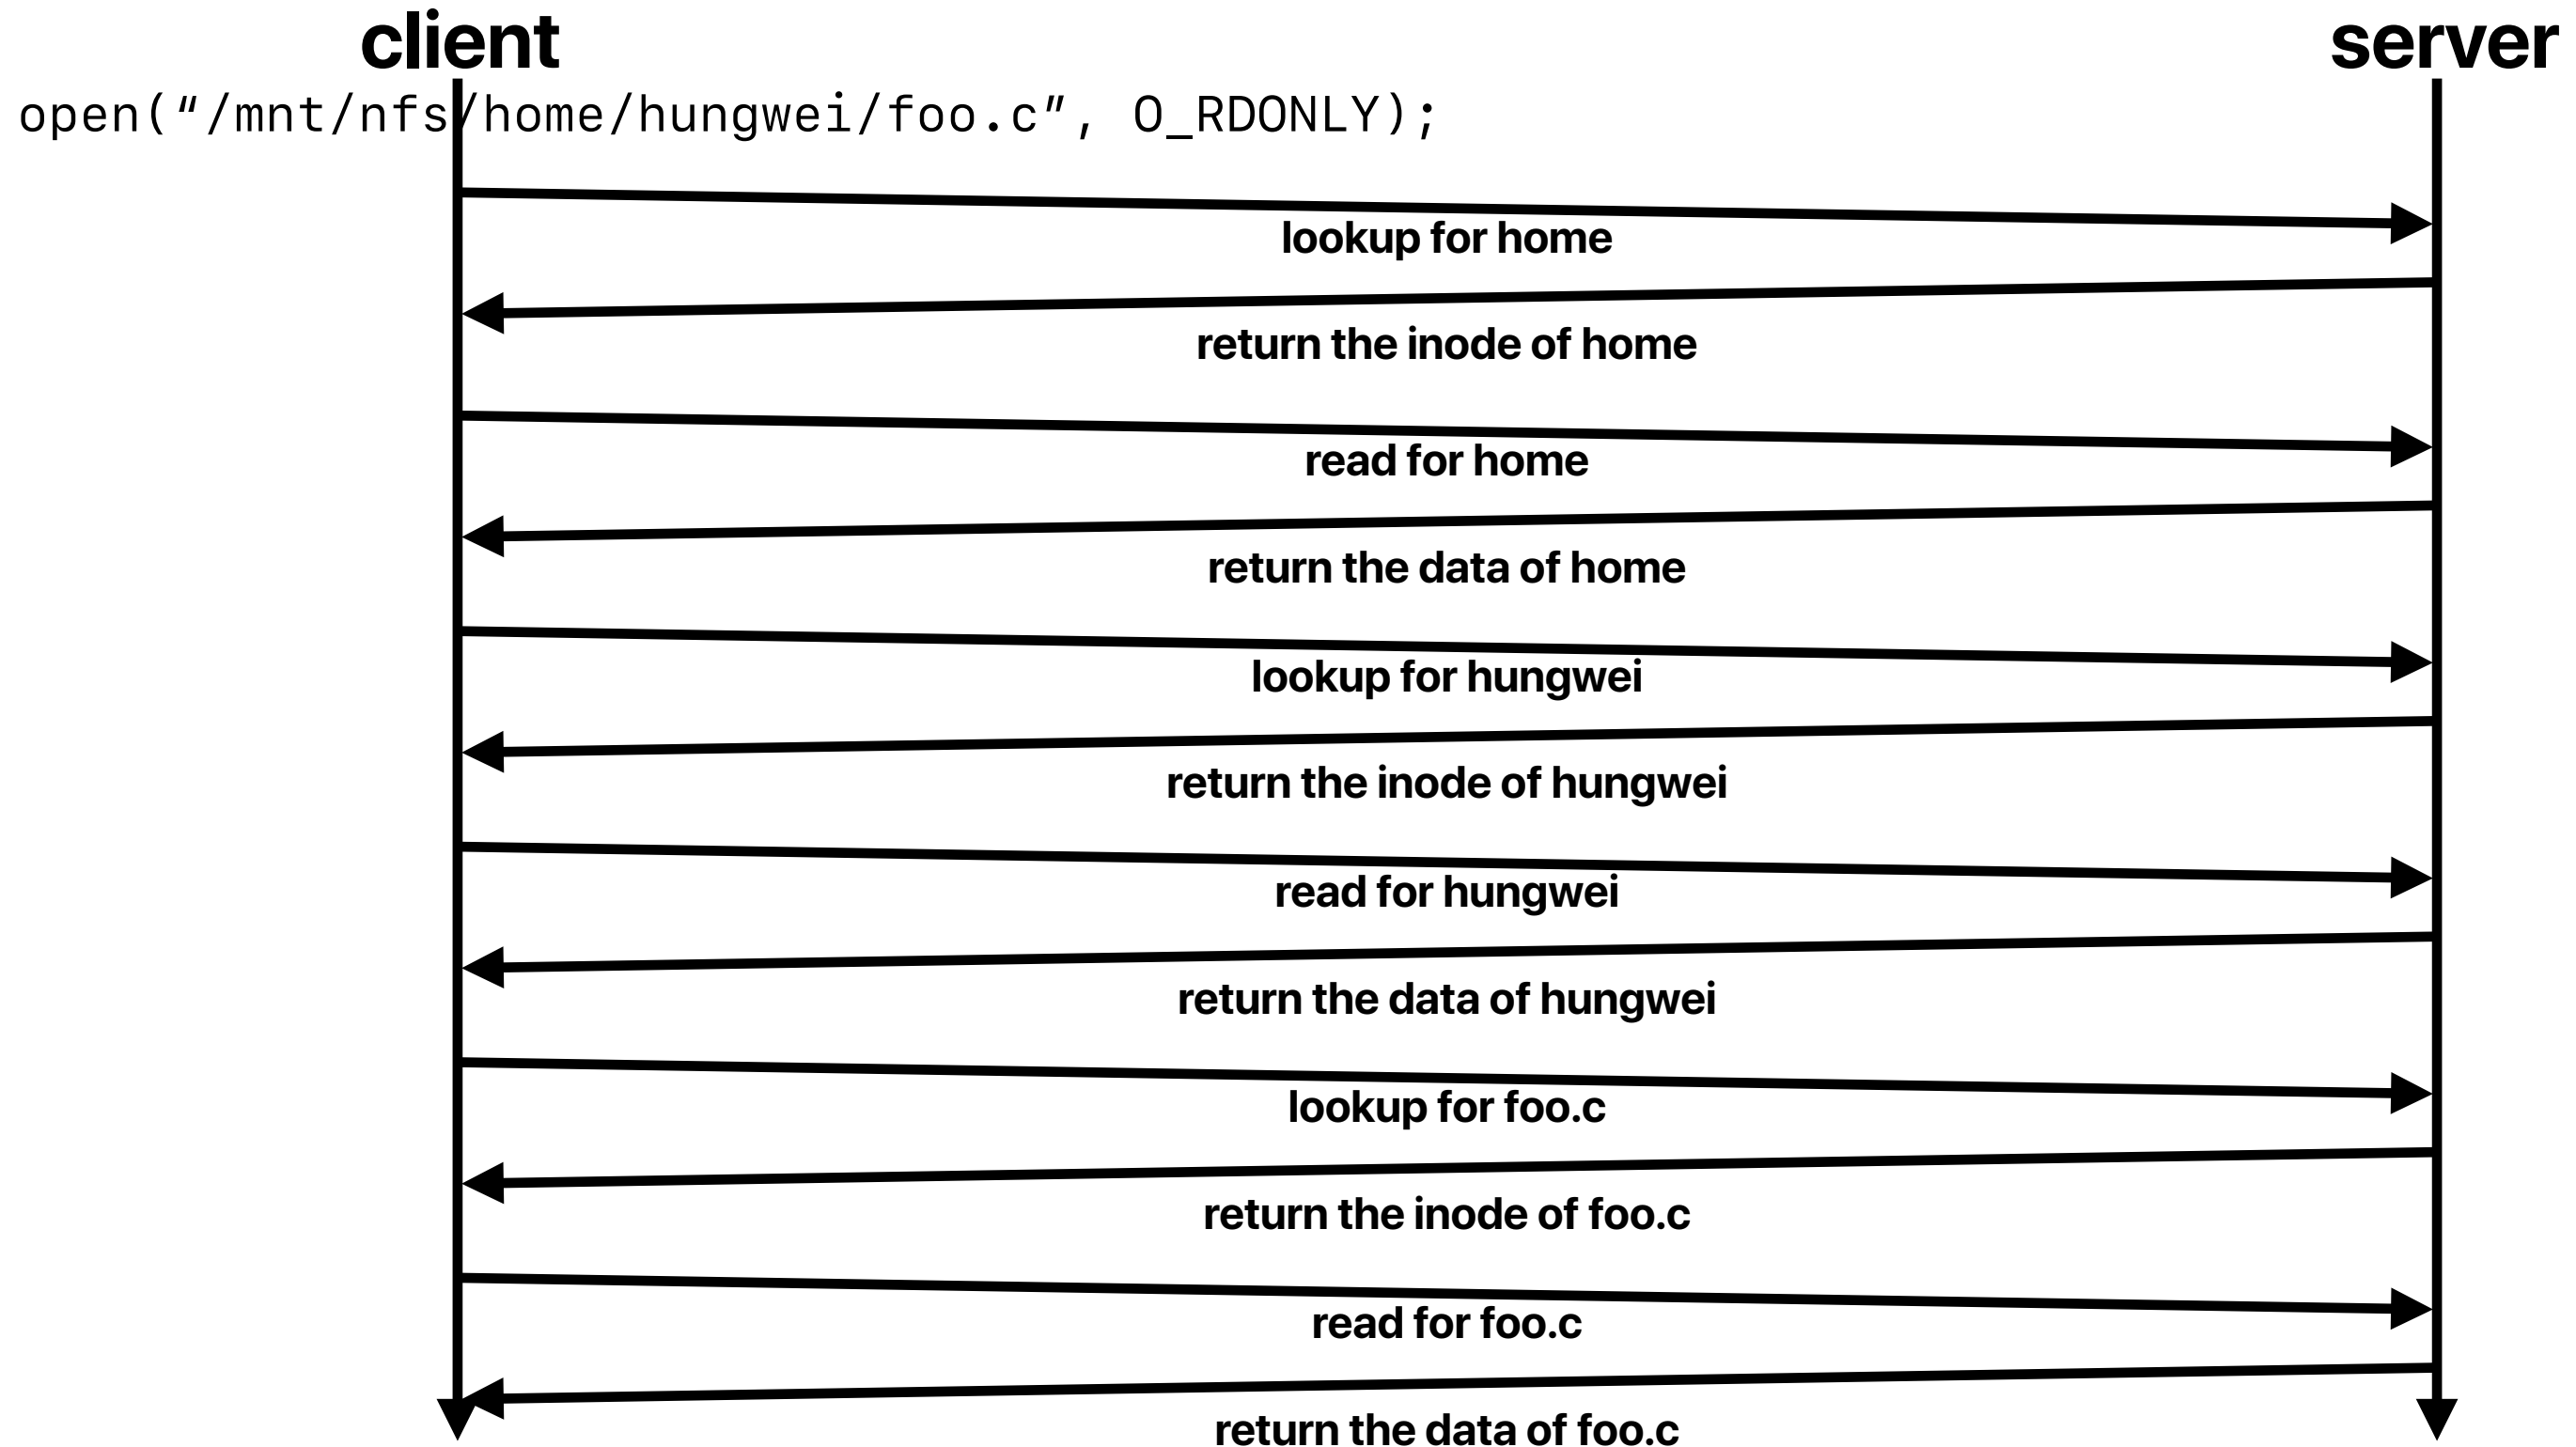 client
server
open(“/mnt/nfs/home/hungwei/foo.c”, O_RDONLY);
lookup for home
return the inode of home
read for home
return the data of home
lookup for hungwei
return the inode of hungwei
read for hungwei
return the data of hungwei
lookup for foo.c
return the inode of foo.c
read for foo.c
return the data of foo.c